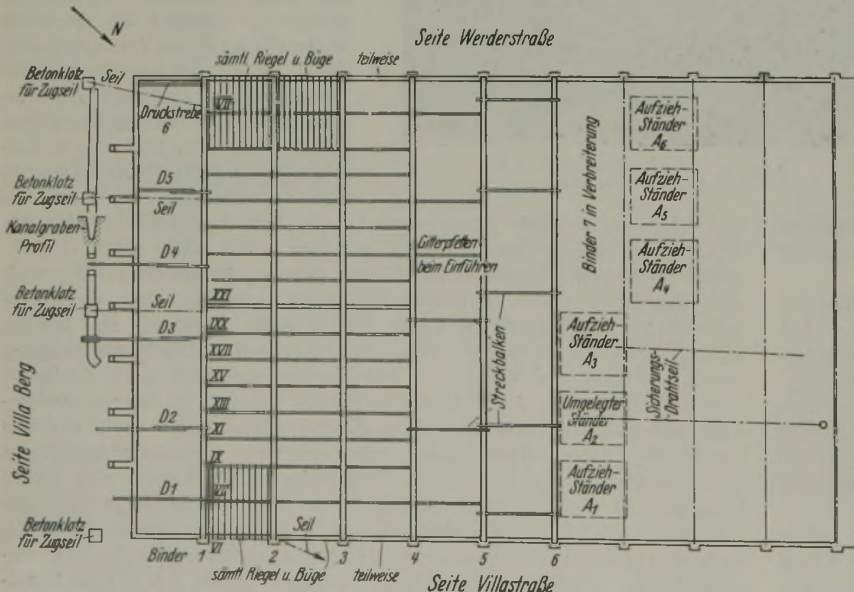 N
Seite Werderstraße
sämtl. Riegel u. Büge
teilweise
Betonklotz
für Zugseil
Seil
Druckstrebe
6
VII
D5
Betonklotz
für Zugseil
Seil
Kanalgraben-
Profil
D4
Gitterpfetten
beim Einführen
Betonklotz
für Zugseil
Seil
XXI
D3
IXX
XVII
XV
XIII
D2
XI
IX
D1
VI
Streckbalken
Binder 7 in Verbreiterung
Aufzieh-
Ständer
A6
Aufzieh-
Ständer
A5
Aufzieh-
Ständer
A4
Aufzieh-
Ständer
A3
Umgelegter
Ständer
A2
Aufzieh-
Ständer
A1
Sicherungs-
Drahtseil
Seite Villa Berg
Betonklotz
für Zugseil
Binder 1 2 3 4 5 6
Seil
sämtl. Riegel u. Büge
teilweise
Seite Villastraße